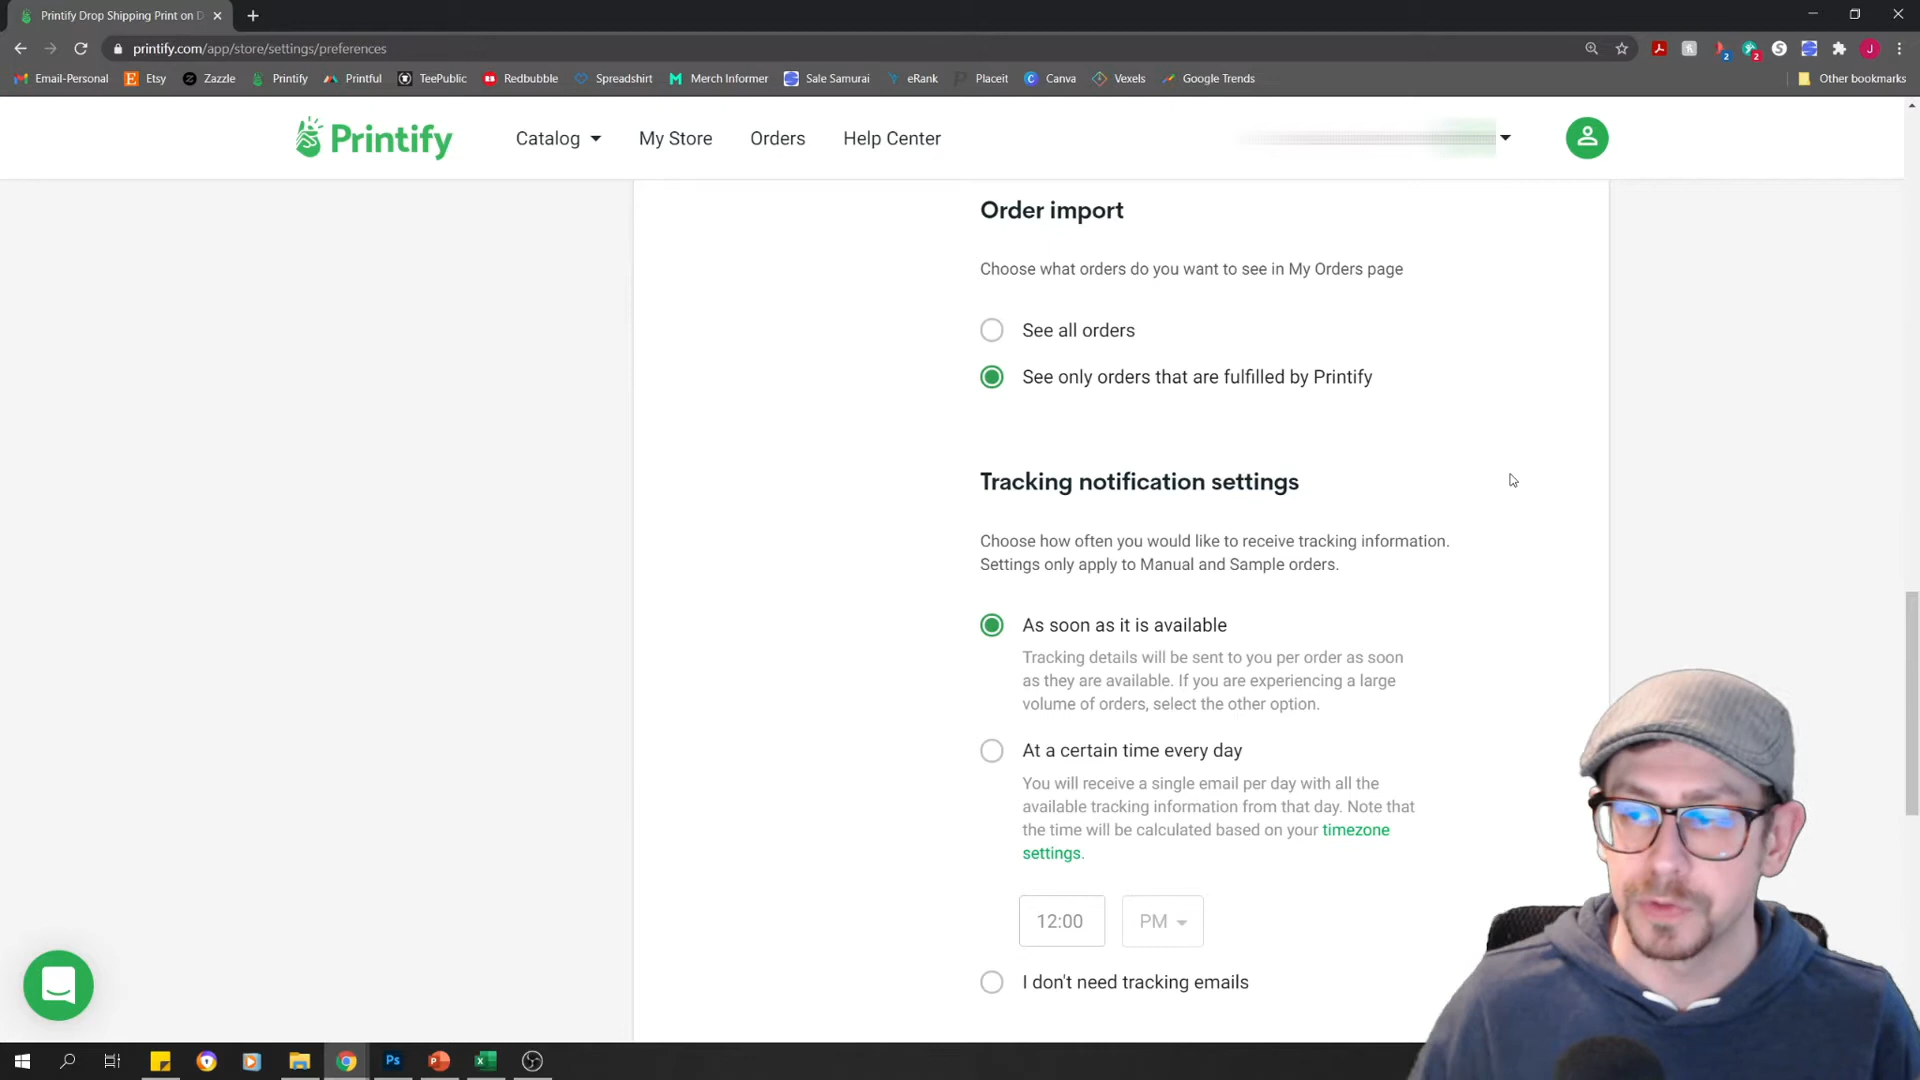 Printify Drop Shipping Print on D
printify.com/app/store/settings/preferences
J
Email-Personal
Etsy
Zazzle
Printify
Printful
TeePublic
Redbubble
Spreadshirt
Merch Informer
Sale Samurai
eRank
Placeit
Canva
Vexels
Google Trends
Other bookmarks
Printify
Catalog
My Store
Orders
Help Center
Order import
Choose what orders do you want to see in My Orders page
See all orders
See only orders that are fulfilled by Printify
Tracking notification settings
Choose how often you would like to receive tracking information.
Settings only apply to Manual and Sample orders.
As soon as it is available
Tracking details will be sent to you per order as soon
as they are available. If you are experiencing a large
volume of orders, select the other option.
At a certain time every day
You will receive a single email per day with all the
available tracking information from that day. Note that
the time will be calculated based on your timezone
settings.
12:00
PM
I don't need tracking emails
Ps